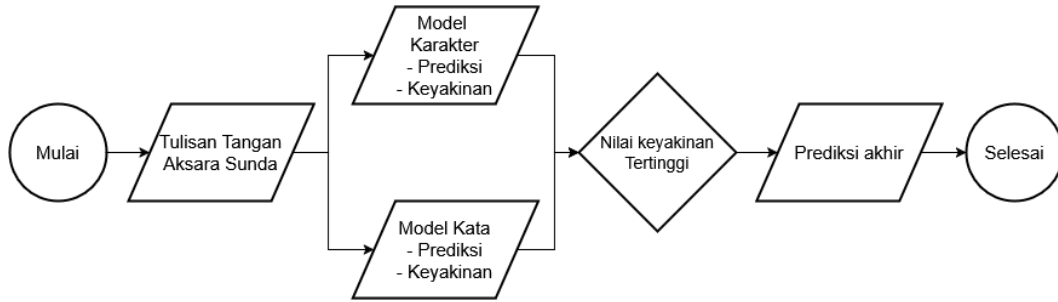 Mulai
Tulisan Tangan
Aksara Sunda
Model
Karakter
- Prediksi
- Keyakinan
Model Kata
- Prediksi
- Keyakinan
Nilai keyakinan
Tertinggi
Prediksi akhir
Selesai